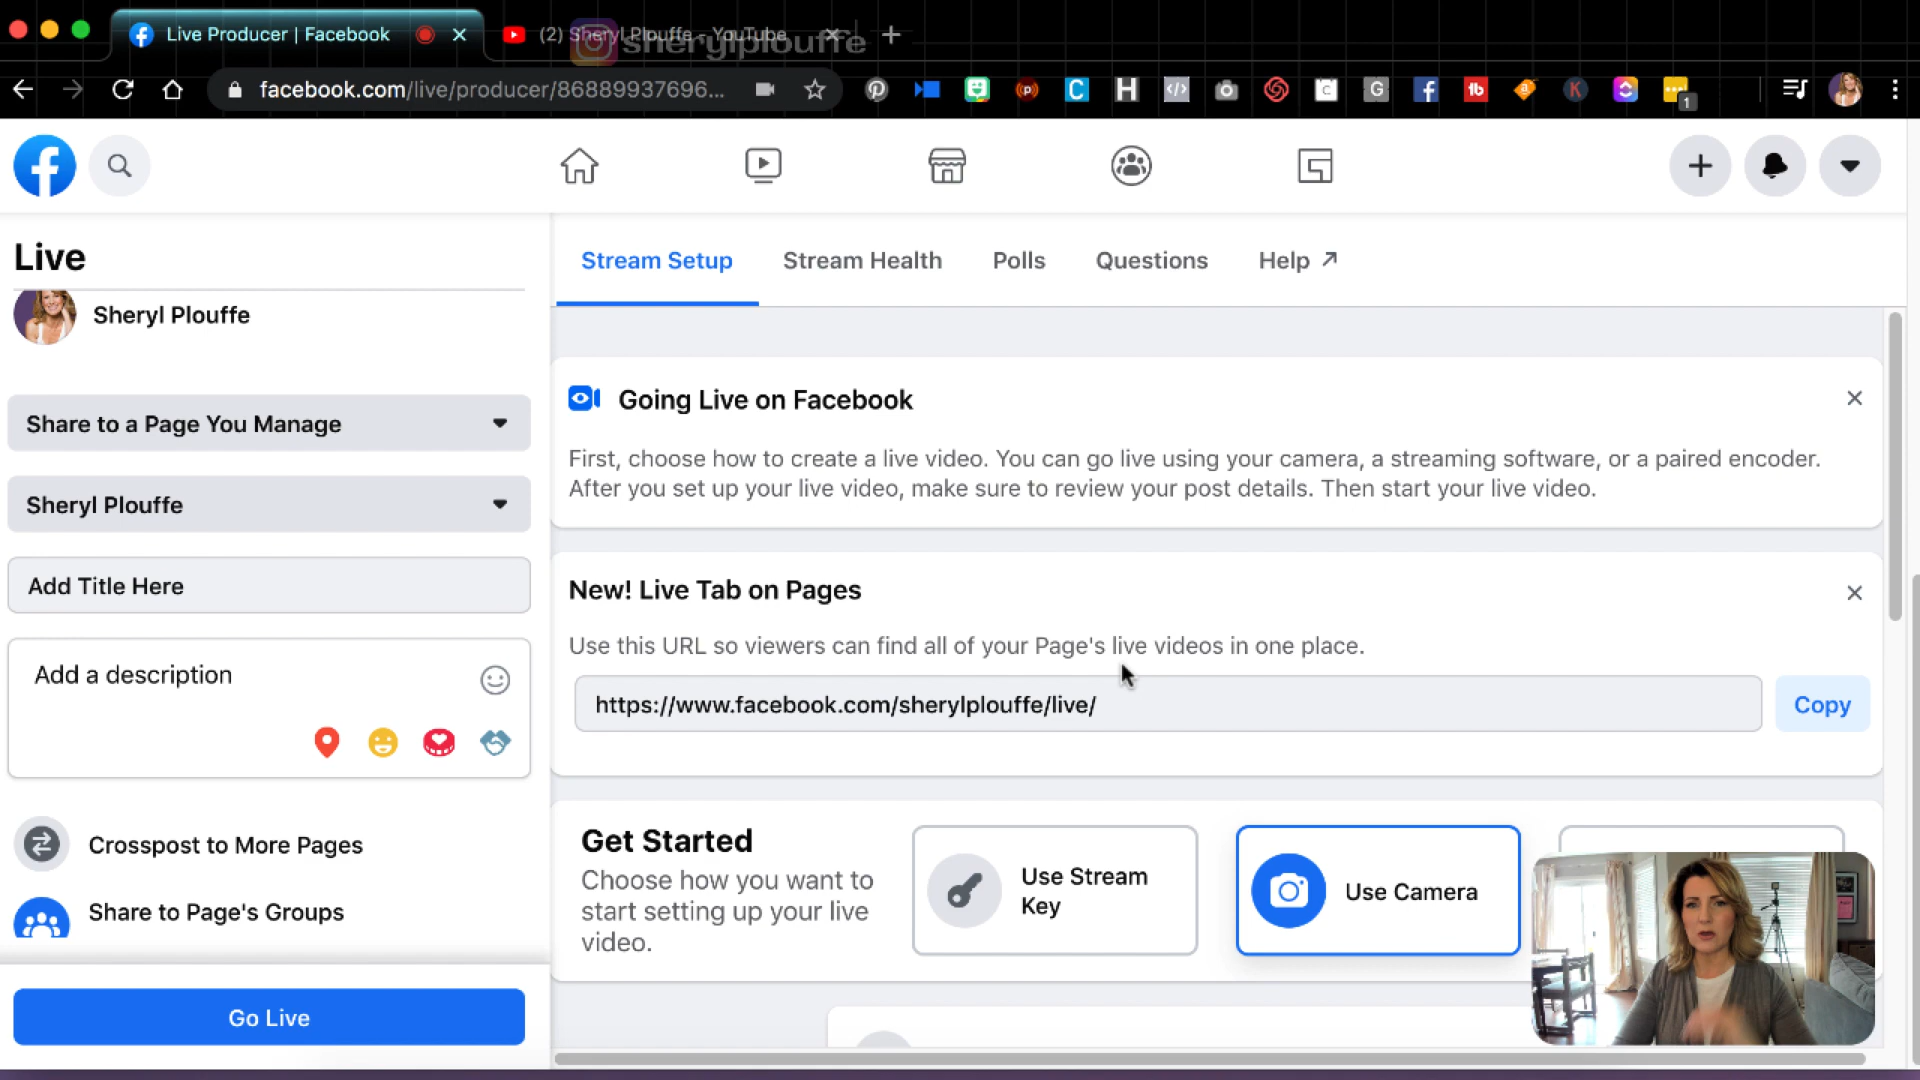 Live Producer | Facebook
(2) Sheryl Plouffe - YouTube
sherylplouffe
facebook.com/live/producer/86889937696...
1
Live
Sheryl Plouffe
Share to a Page You Manage
Sheryl Plouffe
Add Title Here
Add a description
Crosspost to More Pages
Share to Page's Groups
Go Live
Stream Setup
Stream Health
Polls
Questions
Help
Going Live on Facebook
First, choose how to create a live video. You can go live using your camera, a streaming software, or a paired encoder.
After you set up your live video, make sure to review your post details. Then start your live video.
New! Live Tab on Pages
Use this URL so viewers can find all of your Page's live videos in one place.
https://www.facebook.com/sherylplouffe/live/
Copy
Get Started
Choose how you want to
start setting up your live
video.
Use Stream
Key
Use Camera